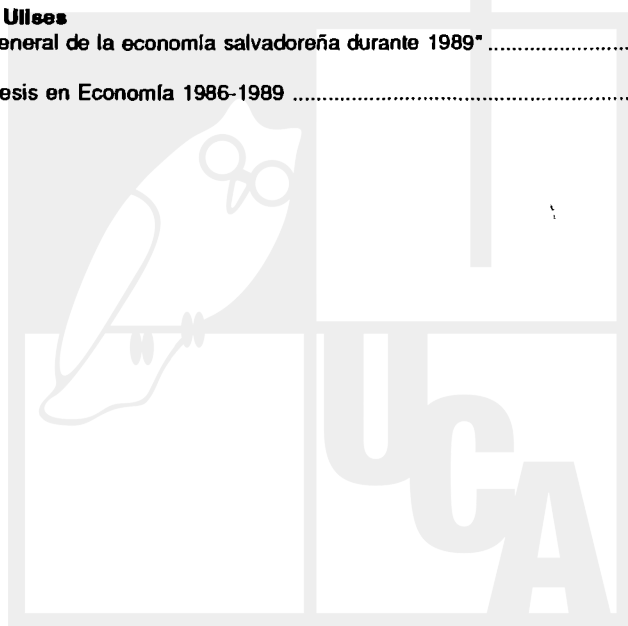 Ulises
eneral de la economía salvadoreña durante 1989" ........................
esis en Economía 1986-1989 ................................................................
UCA